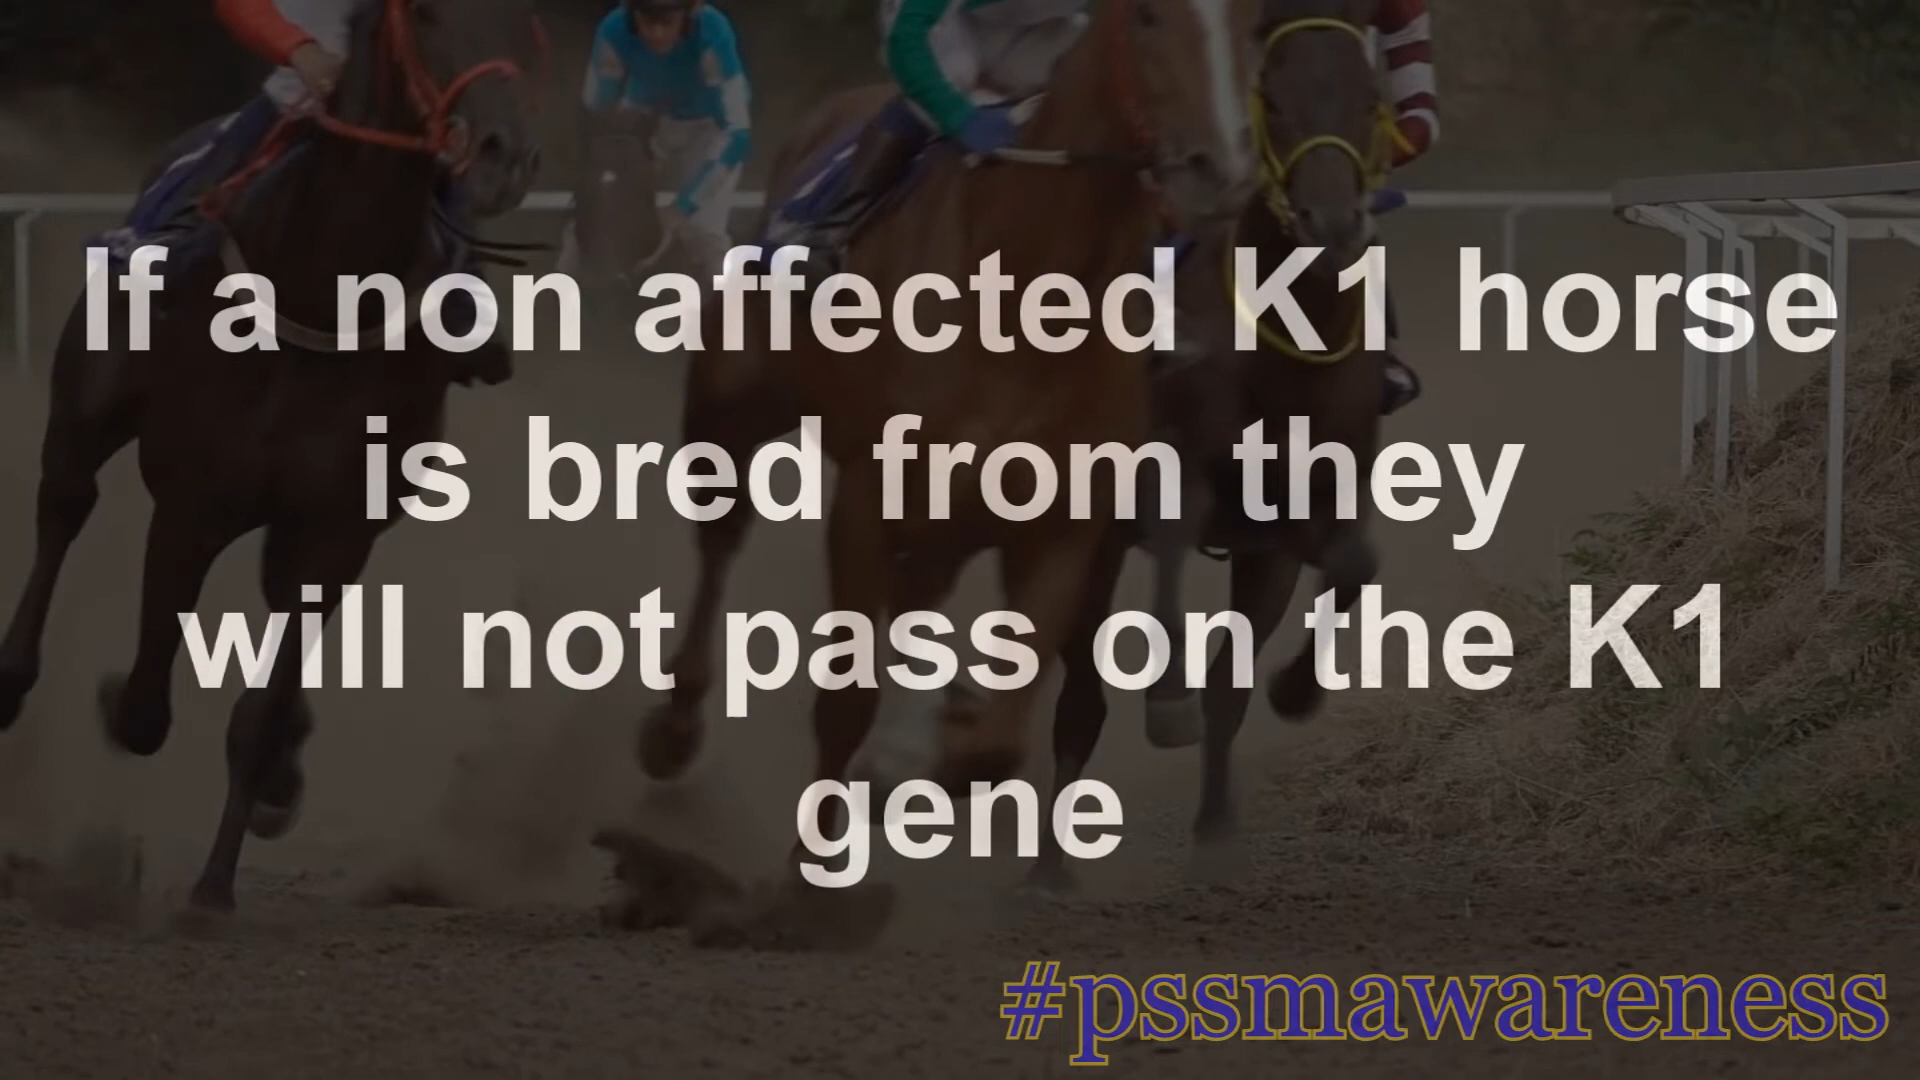 If a non affected K1 horse
is bred from they
will not pass on the K1
gene
#pssmawareness